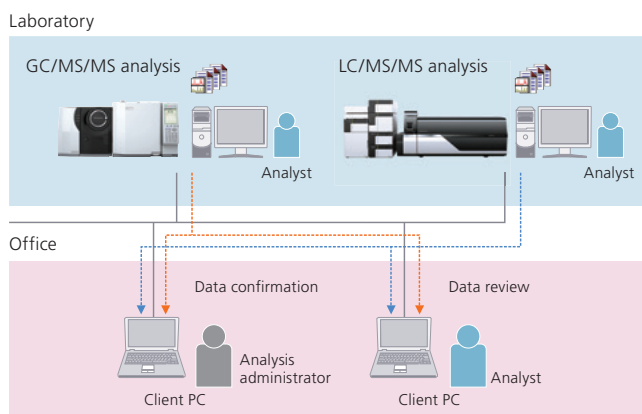 Laboratory
GC/MS/MS analysis
LC/MS/MS analysis
Analyst
Analyst
Office
Data confirmation
Data review
Analysis
administrator
Analyst
Client PC
Client PC